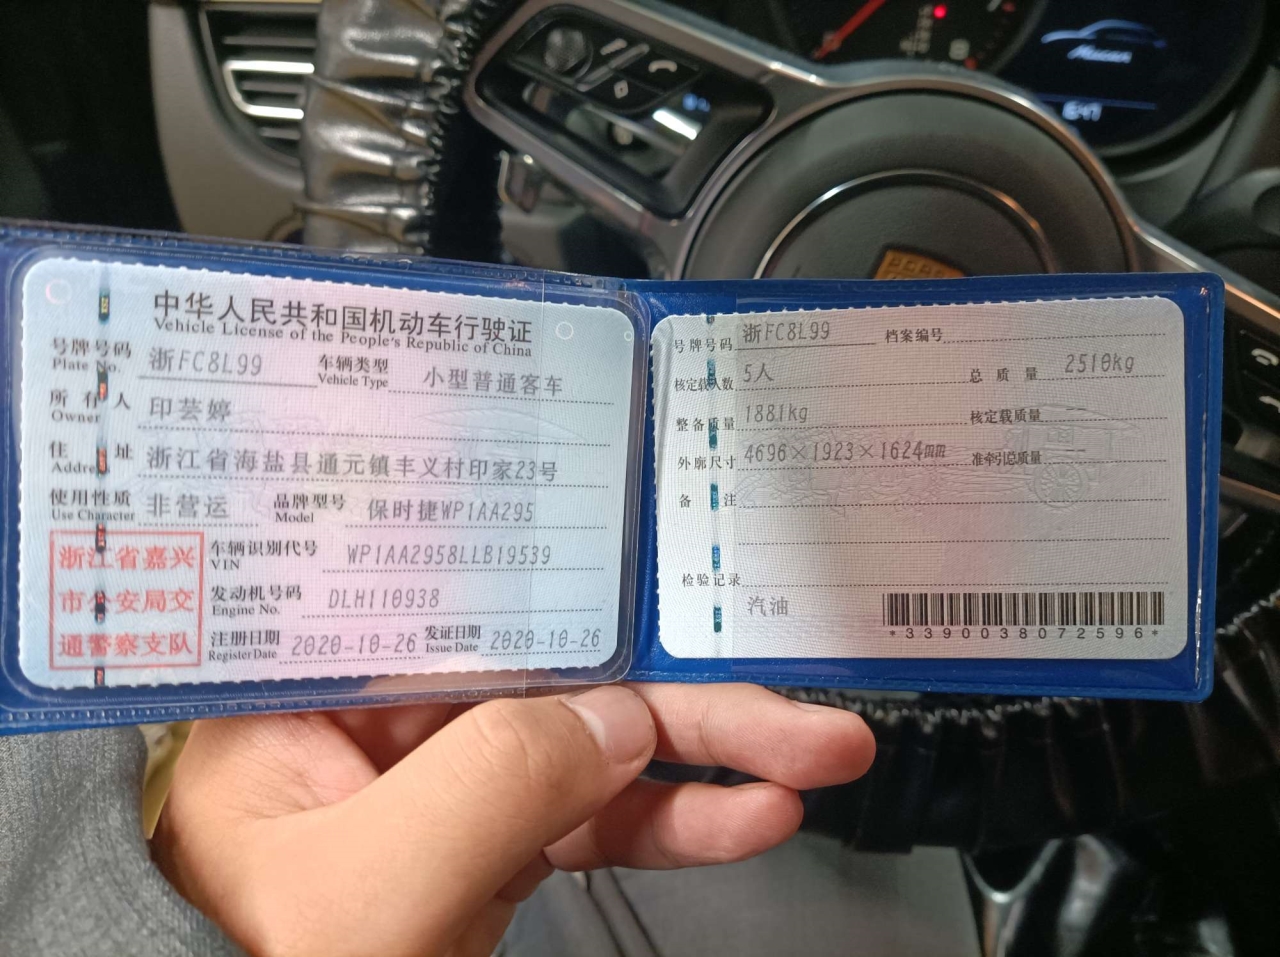 Macan
中华人民共和国机动车行驶证
Vehicle License of the People's Republic of China
号牌号码 浙FC8L99 车辆类型 小型普通客车
Plate No. Vehicle Type
所有人 印芸婷
Owner
住址 浙江省海盐县通元镇丰义村印家23号
Address
使用性质 非营运 品牌型号 保时捷WP1AA295
Use Character Model
浙江省嘉兴
市公安局交
通警察支队
车辆识别代号 WP1AA2958LLB19539
VIN
发动机号码 DLH110938
Engine No.
注册日期 2020-10-26 发证日期 2020-10-26
Register Date Issue Date
号牌号码 浙FC8L99 档案编号
核定载人数 5人 总质量 2510kg
整备质量 1881kg 核定载质量 --
外廓尺寸 4696×1923×1624mm 准牵引总质量 --
备注
检验记录
汽油
*3390038072596*